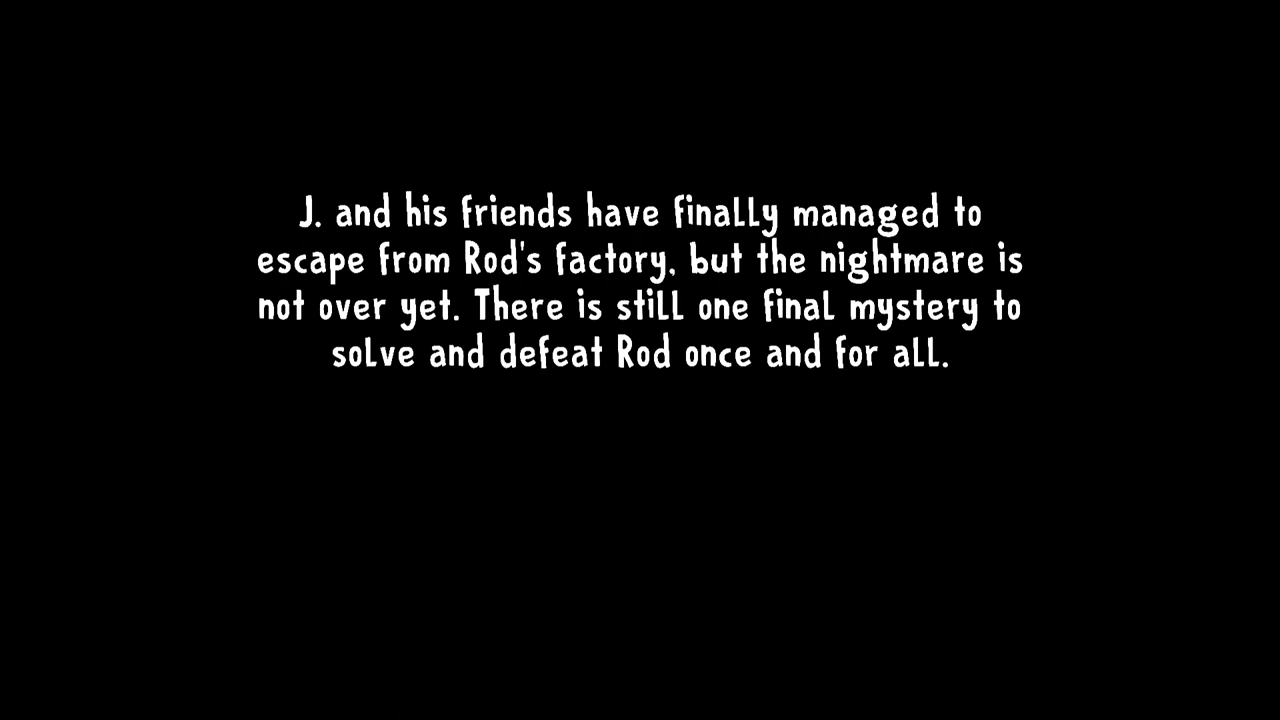 J. and his friends have finally managed to
escape from Rod's factory, but the nightmare is
not over yet. There is still one final mystery to
solve and defeat Rod once and for all.